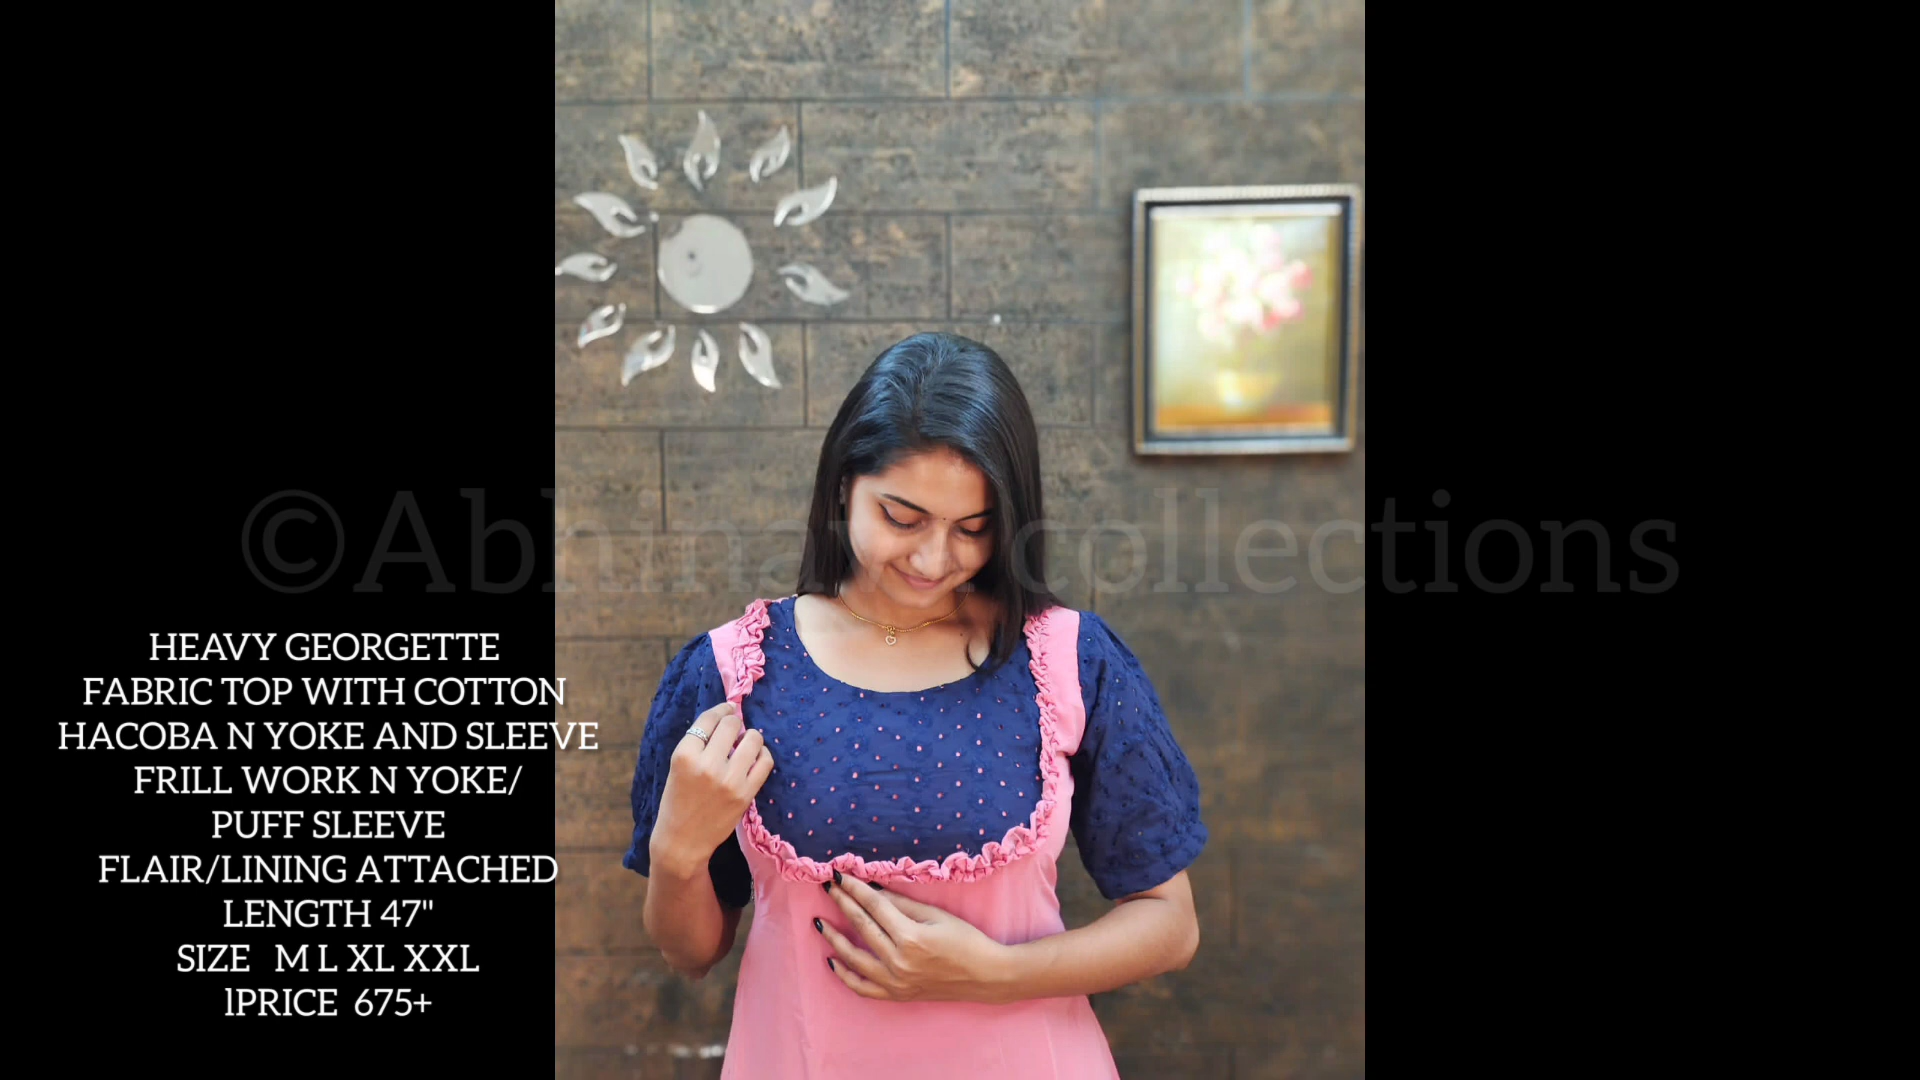 ©Abhinavi collections
HEAVY GEORGETTE
FABRIC TOP WITH COTTON
HACOBA N YOKE AND SLEEVE
FRILL WORK N YOKE/
PUFF SLEEVE
FLAIR/LINING ATTACHED
LENGTH 47"
SIZE M L XL XXL
lPRICE 675+